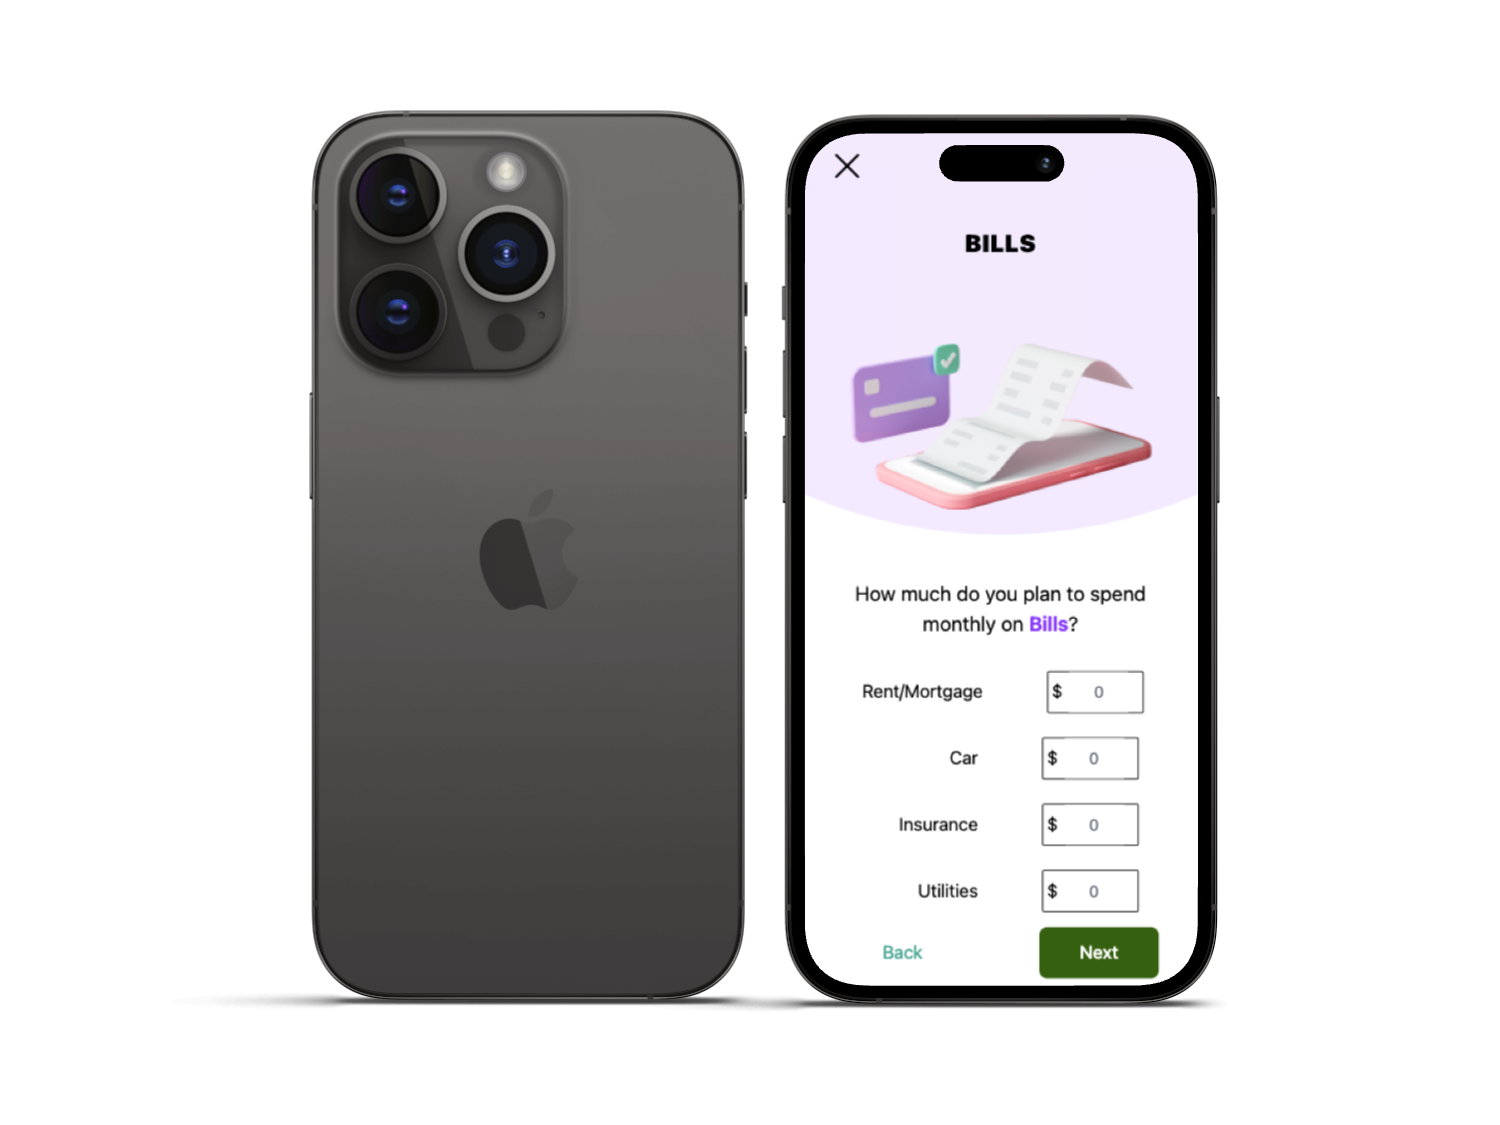 BILLS
How much do you plan to spend
monthly on Bills?
Rent/Mortgage $ 0
Car $ 0
Insurance $ 0
Utilities $ 0
Back Next